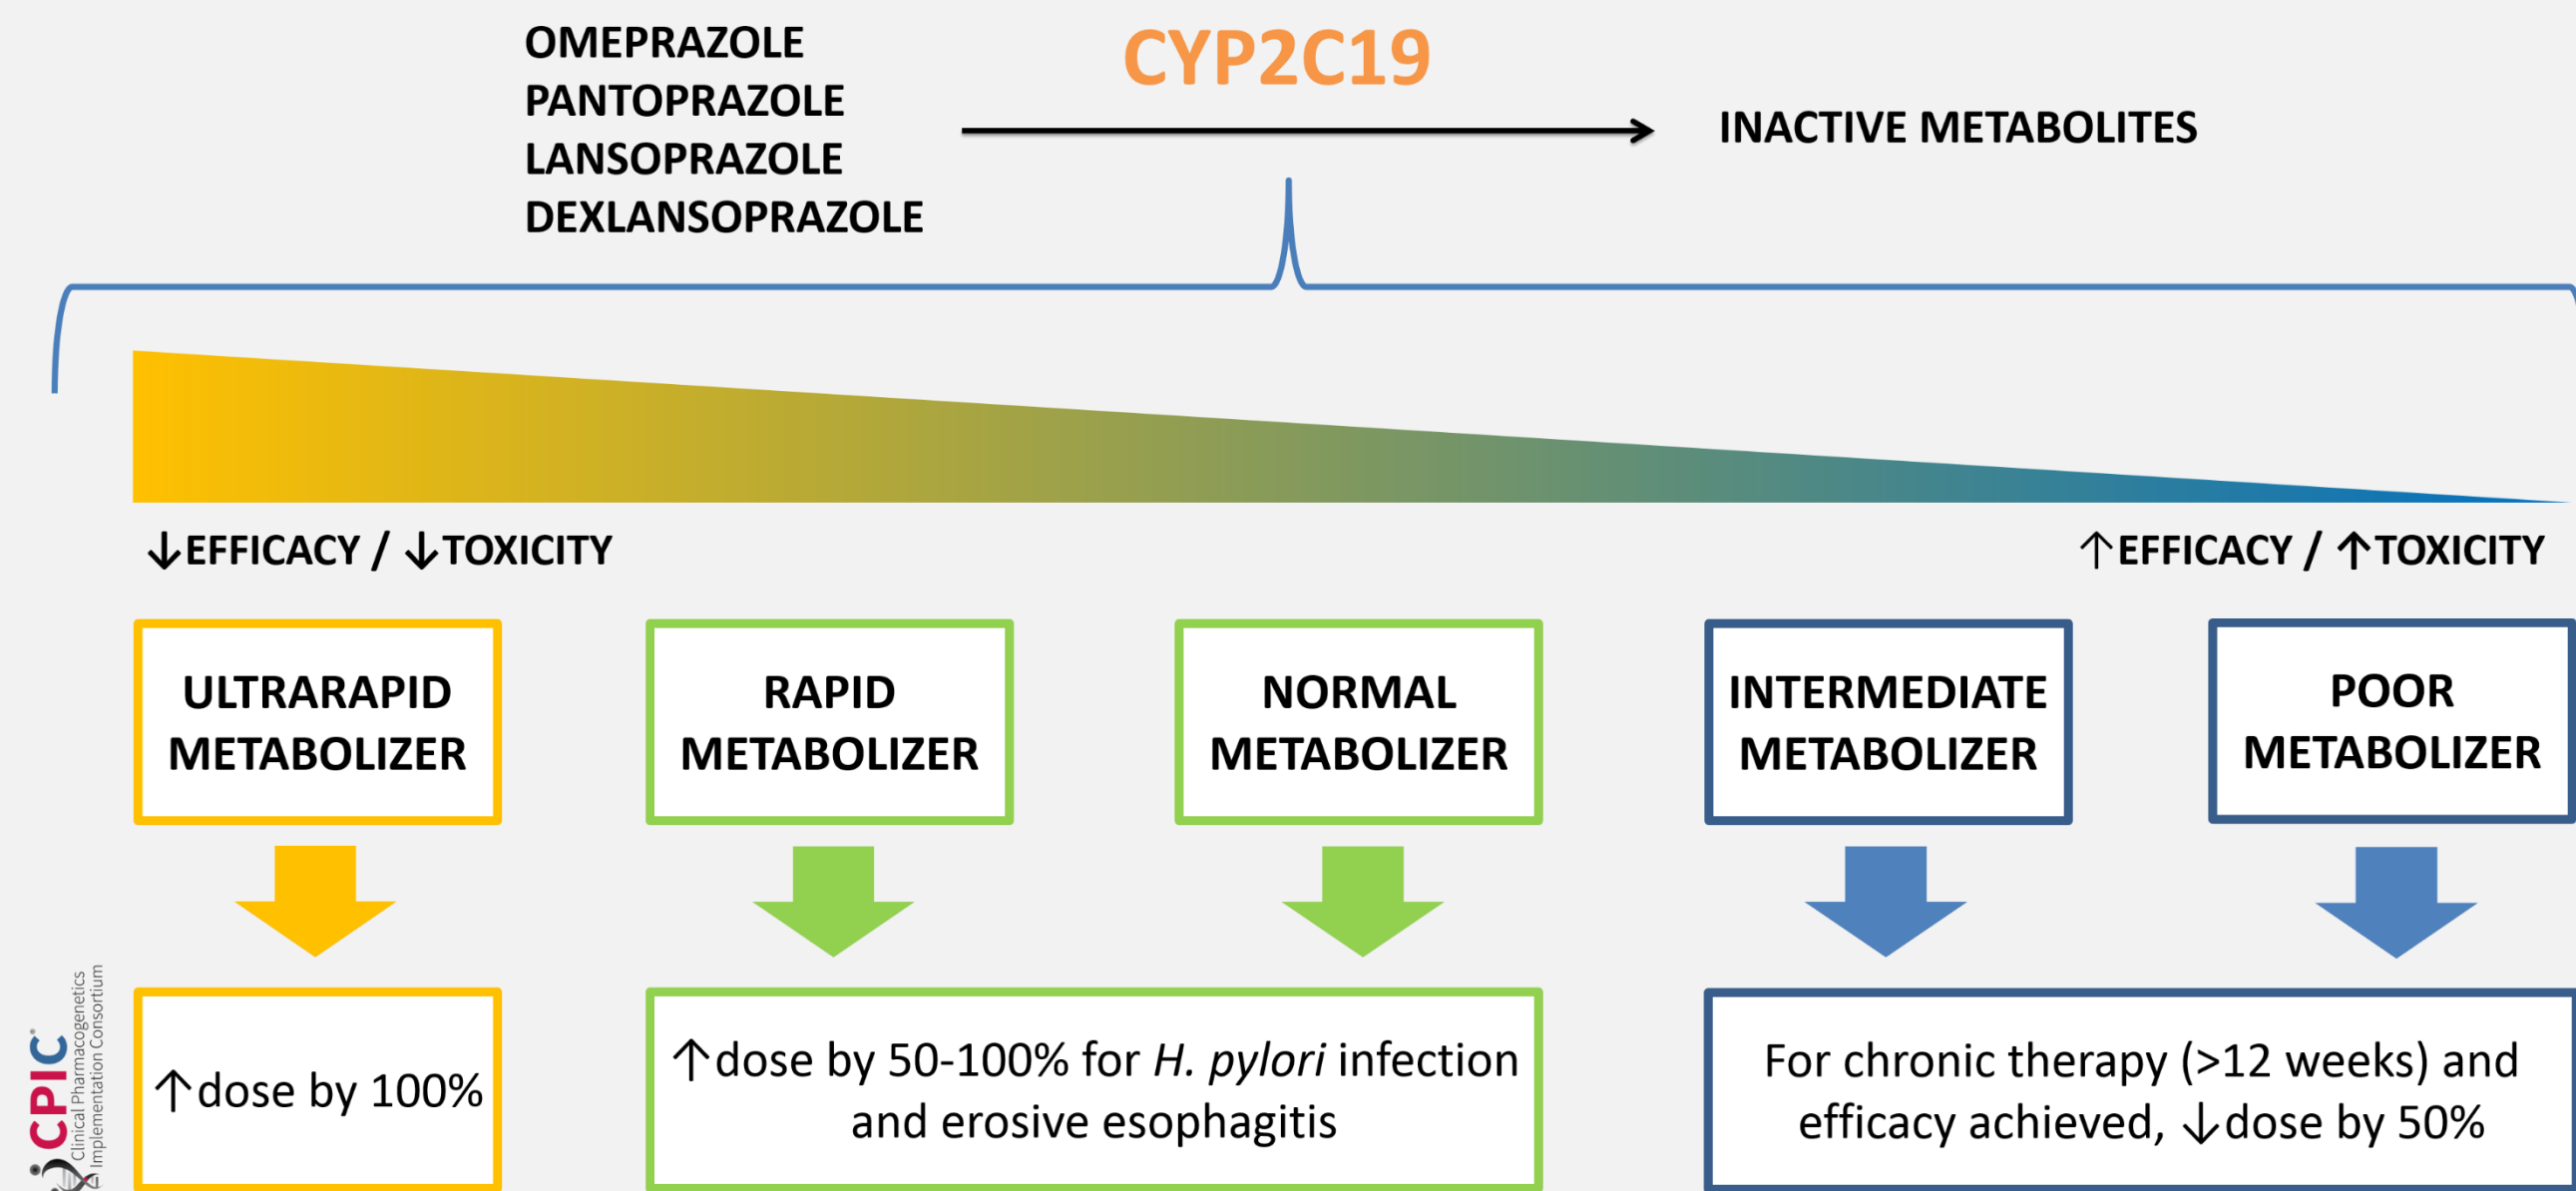 OMEPRAZOLE
PANTOPRAZOLE
LANSOPRAZOLE
DEXLANSOPRAZOLE
CYP2C19
INACTIVE METABOLITES
↓EFFICACY / ↓TOXICITY
↑EFFICACY / ↑TOXICITY
ULTRARAPID
METABOLIZER
RAPID
METABOLIZER
NORMAL
METABOLIZER
INTERMEDIATE
METABOLIZER
POOR
METABOLIZER
↑dose by 100%
↑dose by 50-100% for H. pylori infection
and erosive esophagitis
For chronic therapy (>12 weeks) and
efficacy achieved, ↓dose by 50%
CPIC®
Clinical Pharmacogenetics
Implementation Consortium